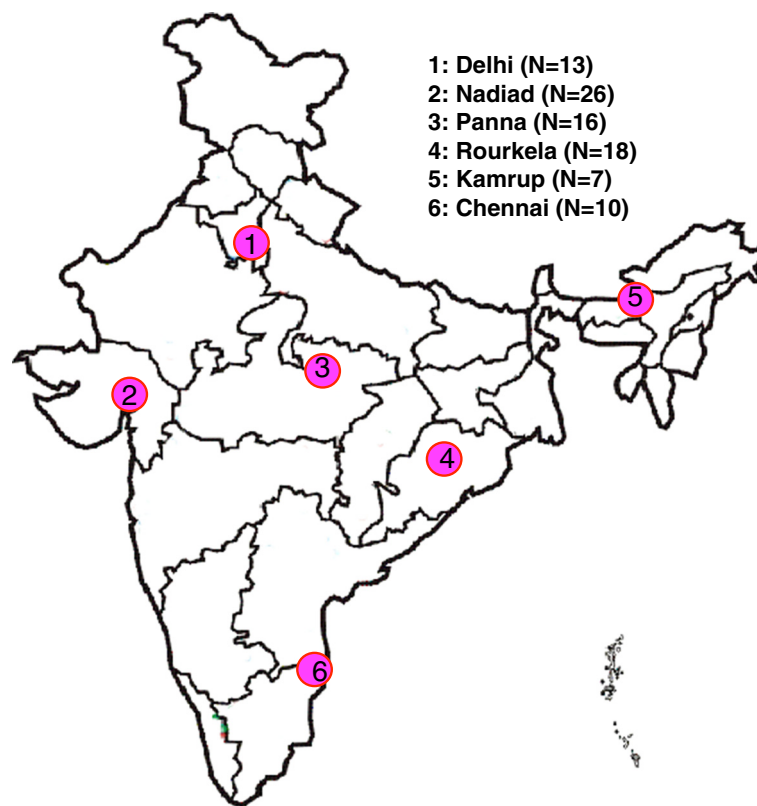 1: Delhi (N=13)
2: Nadiad (N=26)
3: Panna (N=16)
4: Rourkela (N=18)
5: Kamrup (N=7)
6: Chennai (N=10)
1
5
3
2
4
6